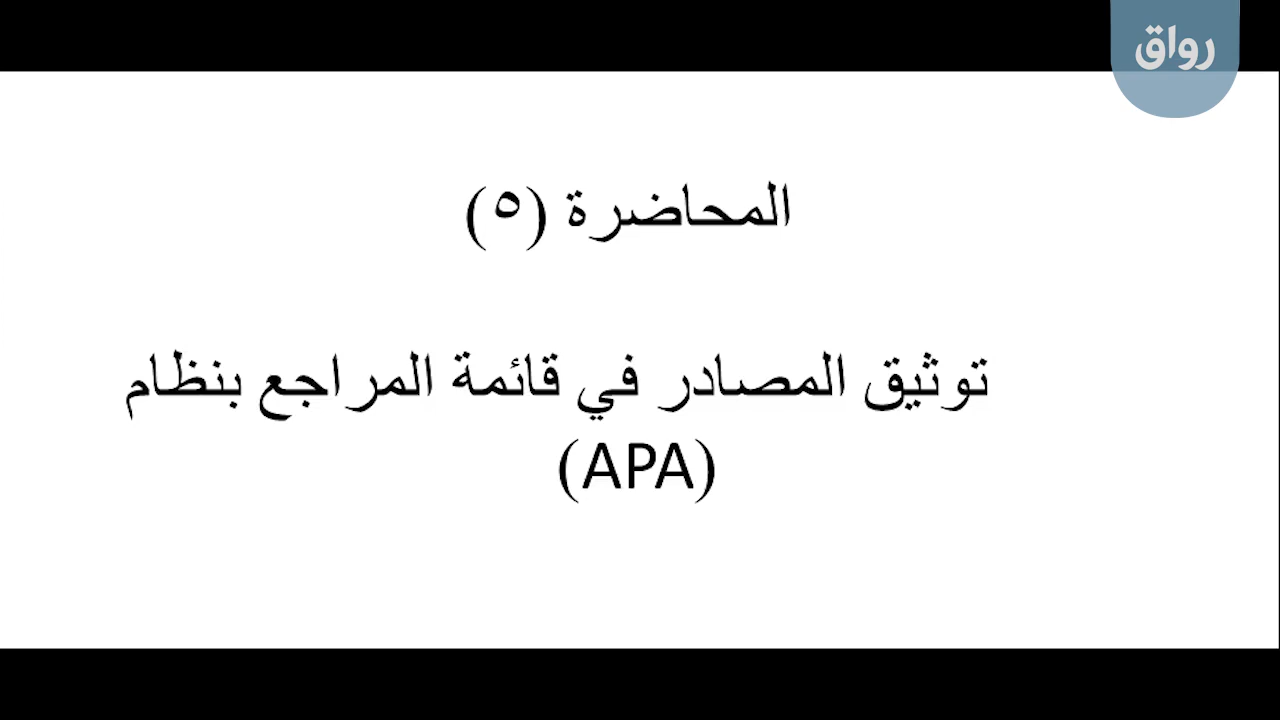 رواق
المحاضرة (٥)
توثيق المصادر في قائمة المراجع بنظام
(APA)